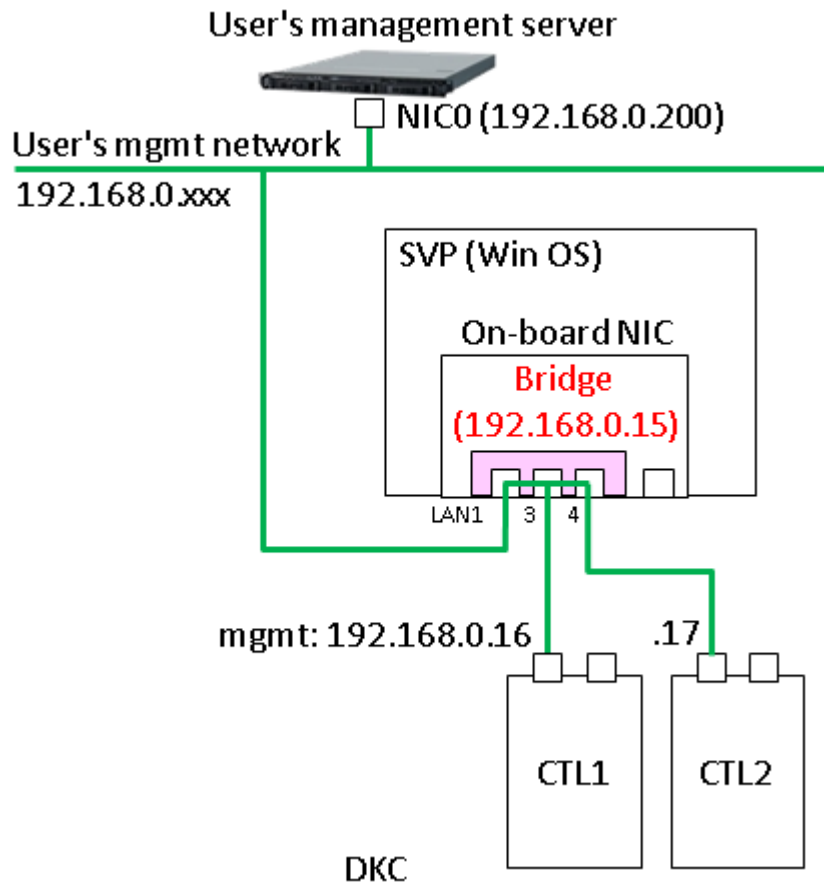 User's management server
NIC0 (192.168.0.200)
User's mgmt network
192.168.0.xxx
SVP (Win OS)
On-board NIC
Bridge
(192.168.0.15)
LAN1 3 4
mgmt: 192.168.0.16 .17
CTL1 CTL2
DKC